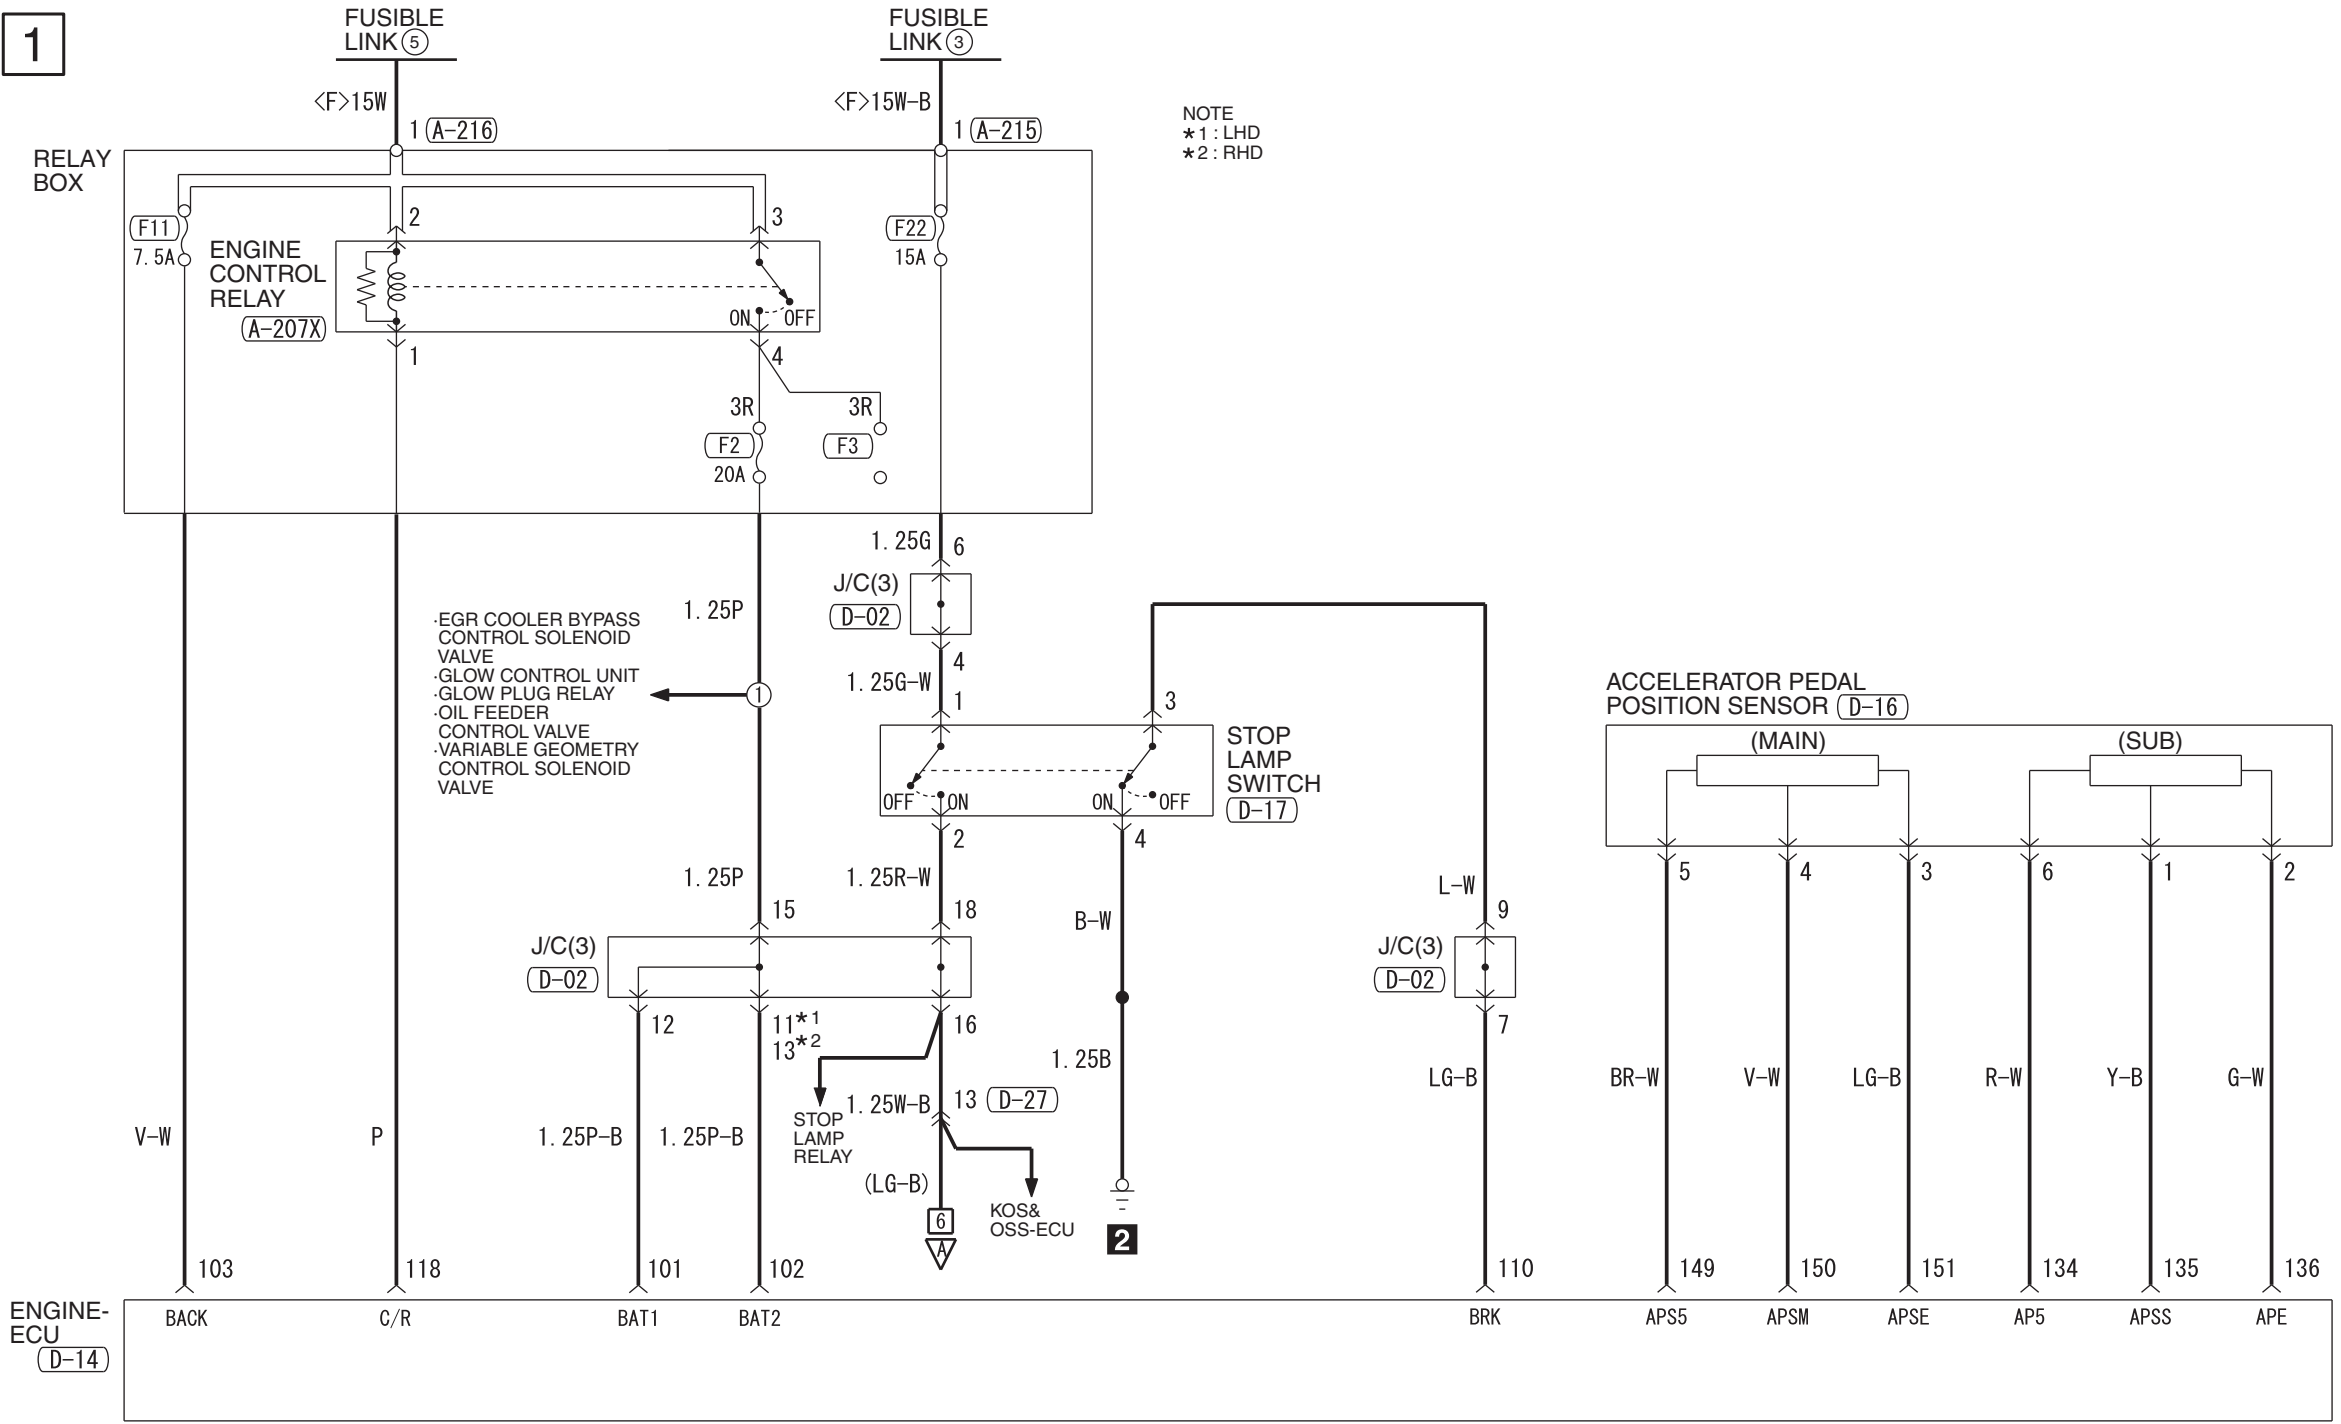 1
FUSIBLE
LINK 5
FUSIBLE
LINK 3
<F>15W
<F>15W-B
NOTE
*1 : LHD
*2 : RHD
1 A-216
1 A-215
RELAY
BOX
2
3
F11
F22
7.5A
15A
ENGINE
CONTROL
RELAY
A-207X
ON OFF
1
4
3R
3R
F2
F3
20A
1.25G
6
J/C(3)
D-02
1.25P
·EGR COOLER BYPASS
CONTROL SOLENOID
VALVE
·GLOW CONTROL UNIT
·GLOW PLUG RELAY
·OIL FEEDER
CONTROL VALVE
·VARIABLE GEOMETRY
CONTROL SOLENOID
VALVE
1
4
1.25G-W
1
3
STOP
LAMP
SWITCH
D-17
OFF ON
ON OFF
2
4
ACCELERATOR PEDAL
POSITION SENSOR D-16
(MAIN)
(SUB)
5
4
3
6
1
2
1.25P
1.25R-W
L-W
15
18
B-W
9
J/C(3)
D-02
J/C(3)
D-02
12
11*1
13*2
16
7
1.25B
STOP
LAMP
RELAY
1.25W-B
13 D-27
LG-B
BR-W
V-W
LG-B
R-W
Y-B
G-W
V-W
P
1.25P-B
1.25P-B
(LG-B)
6
A
KOS&
OSS-ECU
2
103
118
101
102
110
149
150
151
134
135
136
ENGINE-
ECU
D-14
BACK
C/R
BAT1
BAT2
BRK
APS5
APSM
APSE
AP5
APSS
APE